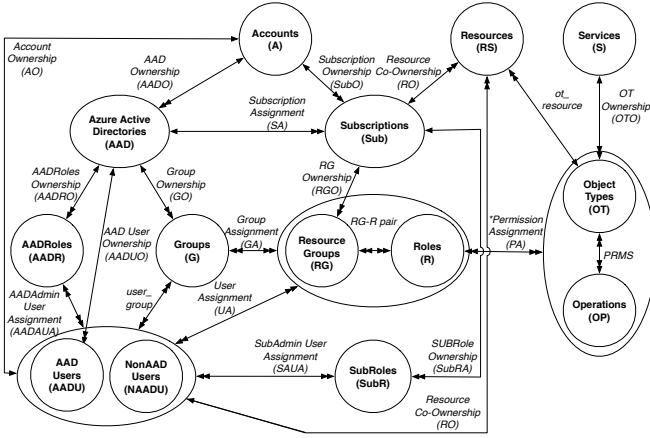 Accounts
(A)
Resources
(RS)
Services
(S)
Account
Ownership
(AO)
AAD
Ownership
(AADO)
Subscription
Ownership
(SubO)
Resource
Co-Ownership
(RO)
ot_
resource
OT
Ownership
(OTO)
Azure Active
Directories
(AAD)
Subscription
Assignment
(SA)
Subscriptions
(Sub)
AADRoles
Ownership
(AADRO)
Group
Ownership
(GO)
RG
Ownership
(RGO)
Object
Types
(OT)
AADRoles
(AADR)
AAD User
Ownership
(AADUO)
Groups
(G)
Group
Assignment
(GA)
Resource
Groups
(RG)
RG-R pair
Roles
(R)
*Permission
Assignment
(PA)
PRMS
AADAdmin
User
Assignment
(AADAUA)
user_
group
User
Assignment
(UA)
Operations
(OP)
AAD
Users
(AADU)
NonAAD
Users
(NAADU)
SubAdmin User
Assignment
(SAUA)
SubRoles
(SubR)
SUBRole
Ownership
(SubRA)
Resource
Co-Ownership
(RO)